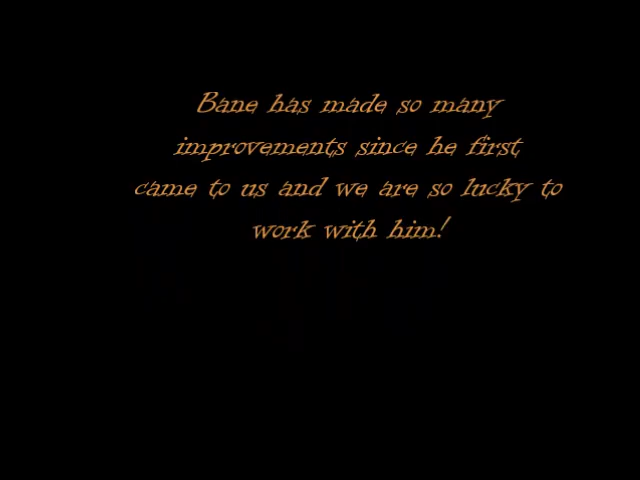 Bane has made so many
improvements since he first
came to us and we are so lucky to
work with him!